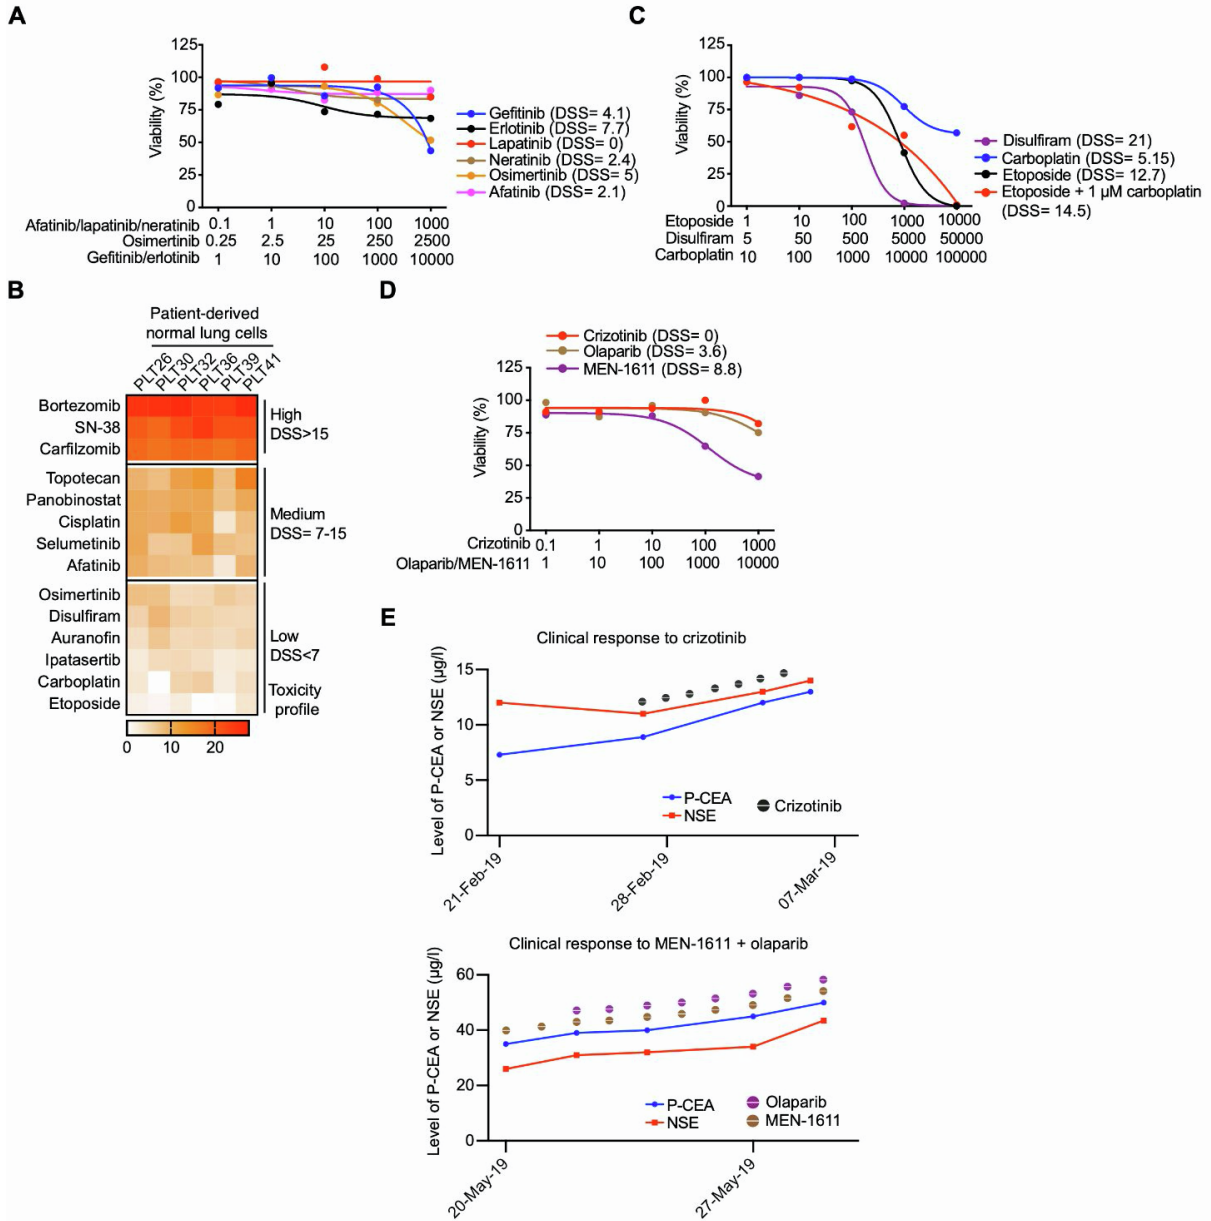 A
125
100
75
50
25
0
Viability (%)
Gefitinib (DSS= 4.1)
Erlotinib (DSS= 7.7)
Lapatinib (DSS= 0)
Neratinib (DSS= 2.4)
Osimertinib (DSS= 5)
Afatinib (DSS= 2.1)
Afatinib/lapatinib/neratinib 0.1 1 10 100 1000
Osimertinib 0.25 2.5 25 250 2500
Gefitinib/erlotinib 1 10 100 1000 10000
C
125
100
75
50
25
0
Viability (%)
Disulfiram (DSS= 21)
Carboplatin (DSS= 5.15)
Etoposide (DSS= 12.7)
Etoposide + 1 µM carboplatin
(DSS= 14.5)
Etoposide 1 10 100 1000 10000
Disulfiram 5 50 500 5000 50000
Carboplatin 10 100 1000 10000 100000
B
Patient-derived
normal lung cells
PLT26 PLT30 PLT32 PLT36 PLT39 PLT41
Bortezomib
SN-38
Carfilzomib
High
DSS>15
Topotecan
Panobinostat
Cisplatin
Selumetinib
Afatinib
Medium
DSS= 7-15
Osimertinib
Disulfiram
Auranofin
Ipatasertib
Carboplatin
Etoposide
Low
DSS<7
Toxicity
profile
0 10 20
D
Crizotinib (DSS= 0)
Olaparib (DSS= 3.6)
MEN-1611 (DSS= 8.8)
125
100
75
50
25
0
Viability (%)
Crizotinib 0.1 1 10 100 1000
Olaparib/MEN-1611 1 10 100 1000 10000
E
Clinical response to crizotinib
15
10
5
0
Level of P-CEA or NSE (µg/l)
P-CEA
NSE
Crizotinib
21-Feb-19
28-Feb-19
07-Mar-19
Clinical response to MEN-1611 + olaparib
60
40
20
0
Level of P-CEA or NSE (µg/l)
P-CEA
NSE
Olaparib
MEN-1611
20-May-19
27-May-19